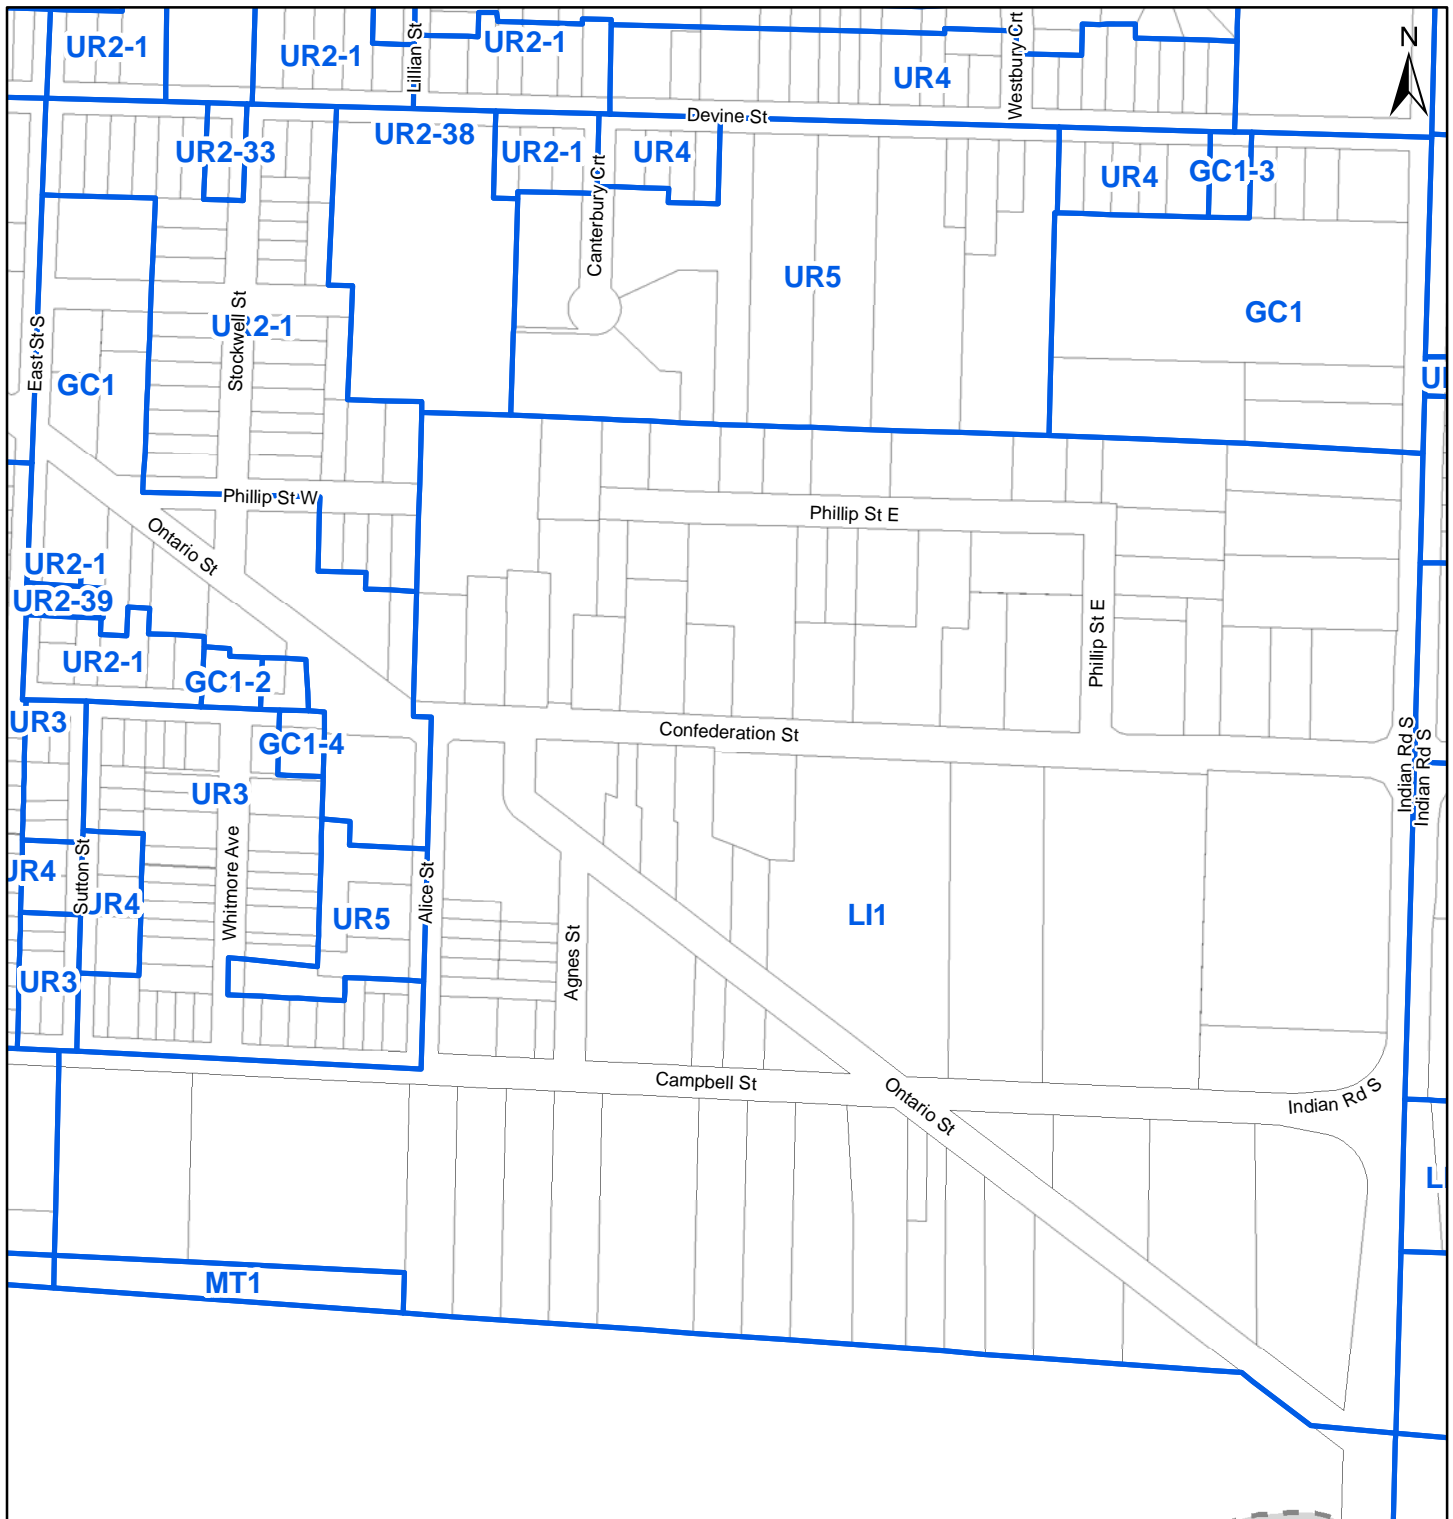 UR2-1
UR2-1
Lillian St
UR2-1
UR4
Westbury Crt
N
Devine St
UR2-33
UR2-38
UR2-1
Canterbury Crt
UR4
UR4
GC1-3
UR5
GC1
East St S
GC1
UR2-1
Stockwell St
Phillip St W
Phillip St E
Ontario St
UR2-1
UR2-39
UR2-1
GC1-2
Phillip St E
UR3
GC1-4
Confederation St
Indian Rd S
Indian Rd S
UR3
UR4
Sutton St
UR4
Whitmore Ave
UR5
Alice St
LI1
Agnes St
UR3
Campbell St
Ontario St
Indian Rd S
MT1